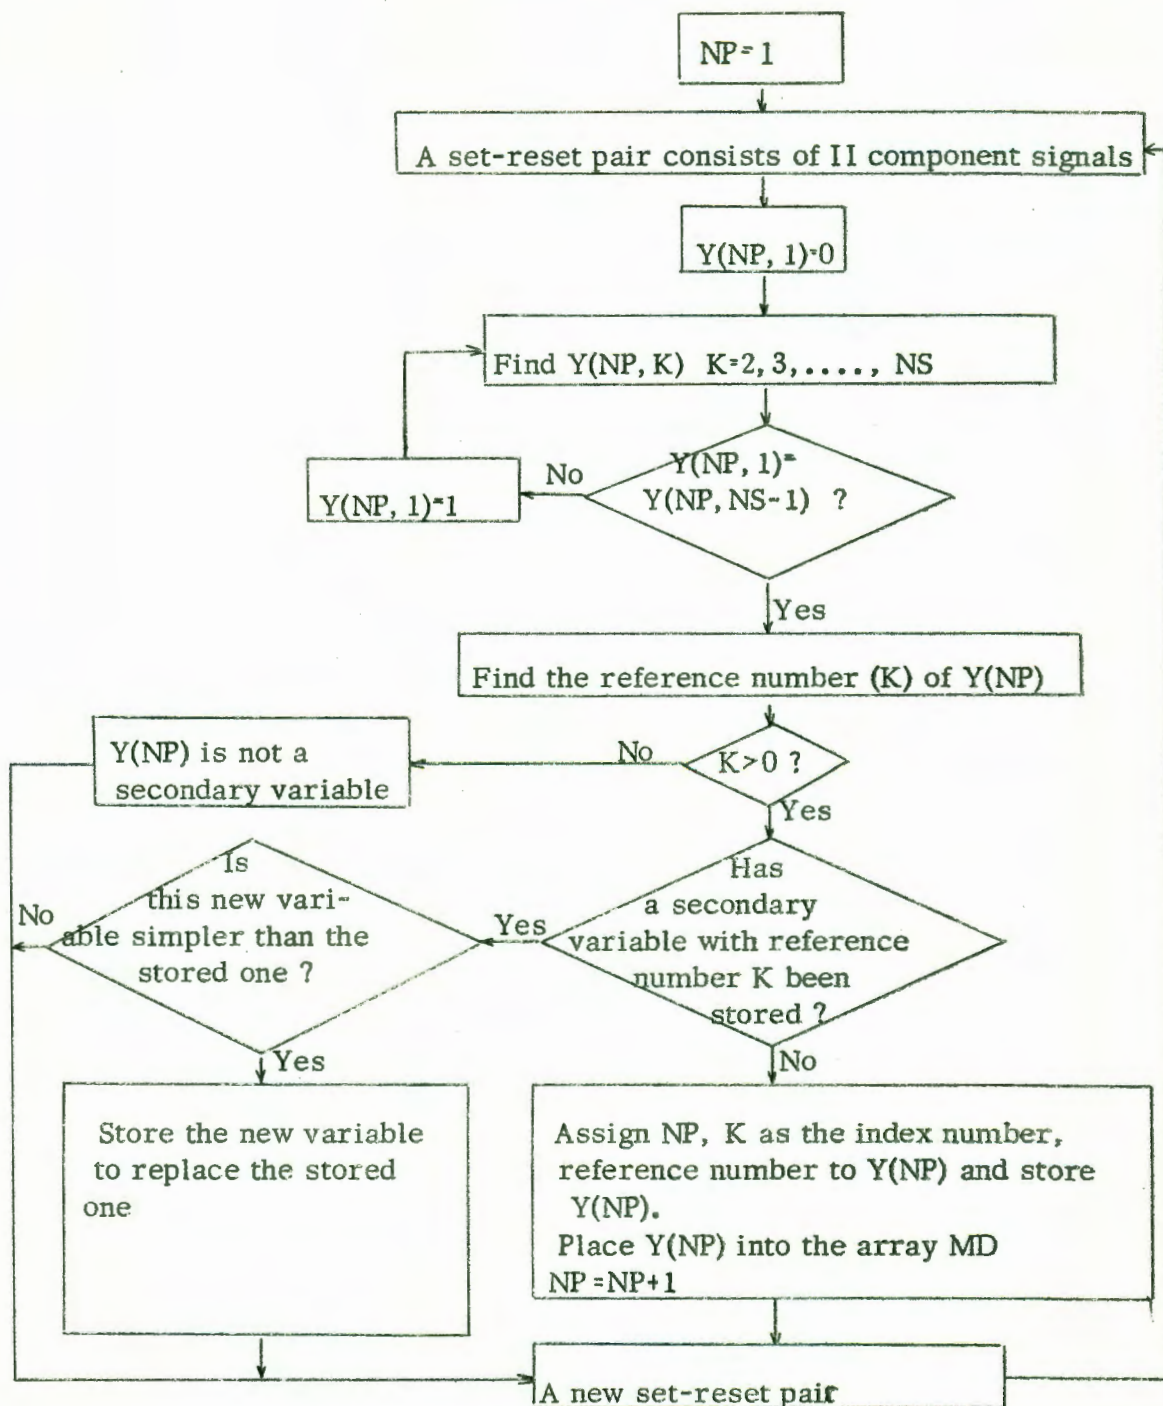 NP=1
A set-reset pair consists of II component signals
Y(NP, 1)=0
Find Y(NP, K) K=2, 3, . . . . , NS
Y(NP, 1)=
Y(NP, NS-1) ?
No
Y(NP, 1)=1
Yes
Find the reference number (K) of Y(NP)
K>0 ?
No
Y(NP) is not a
secondary variable
Yes
Has
a secondary
variable with reference
number K been
stored ?
Yes
Is
this new vari-
able simpler than the
stored one ?
No
Yes
No
Store the new variable
to replace the stored
one
Assign NP, K as the index number,
reference number to Y(NP) and store
Y(NP).
Place Y(NP) into the array MD
NP=NP+1
A new set-reset pair